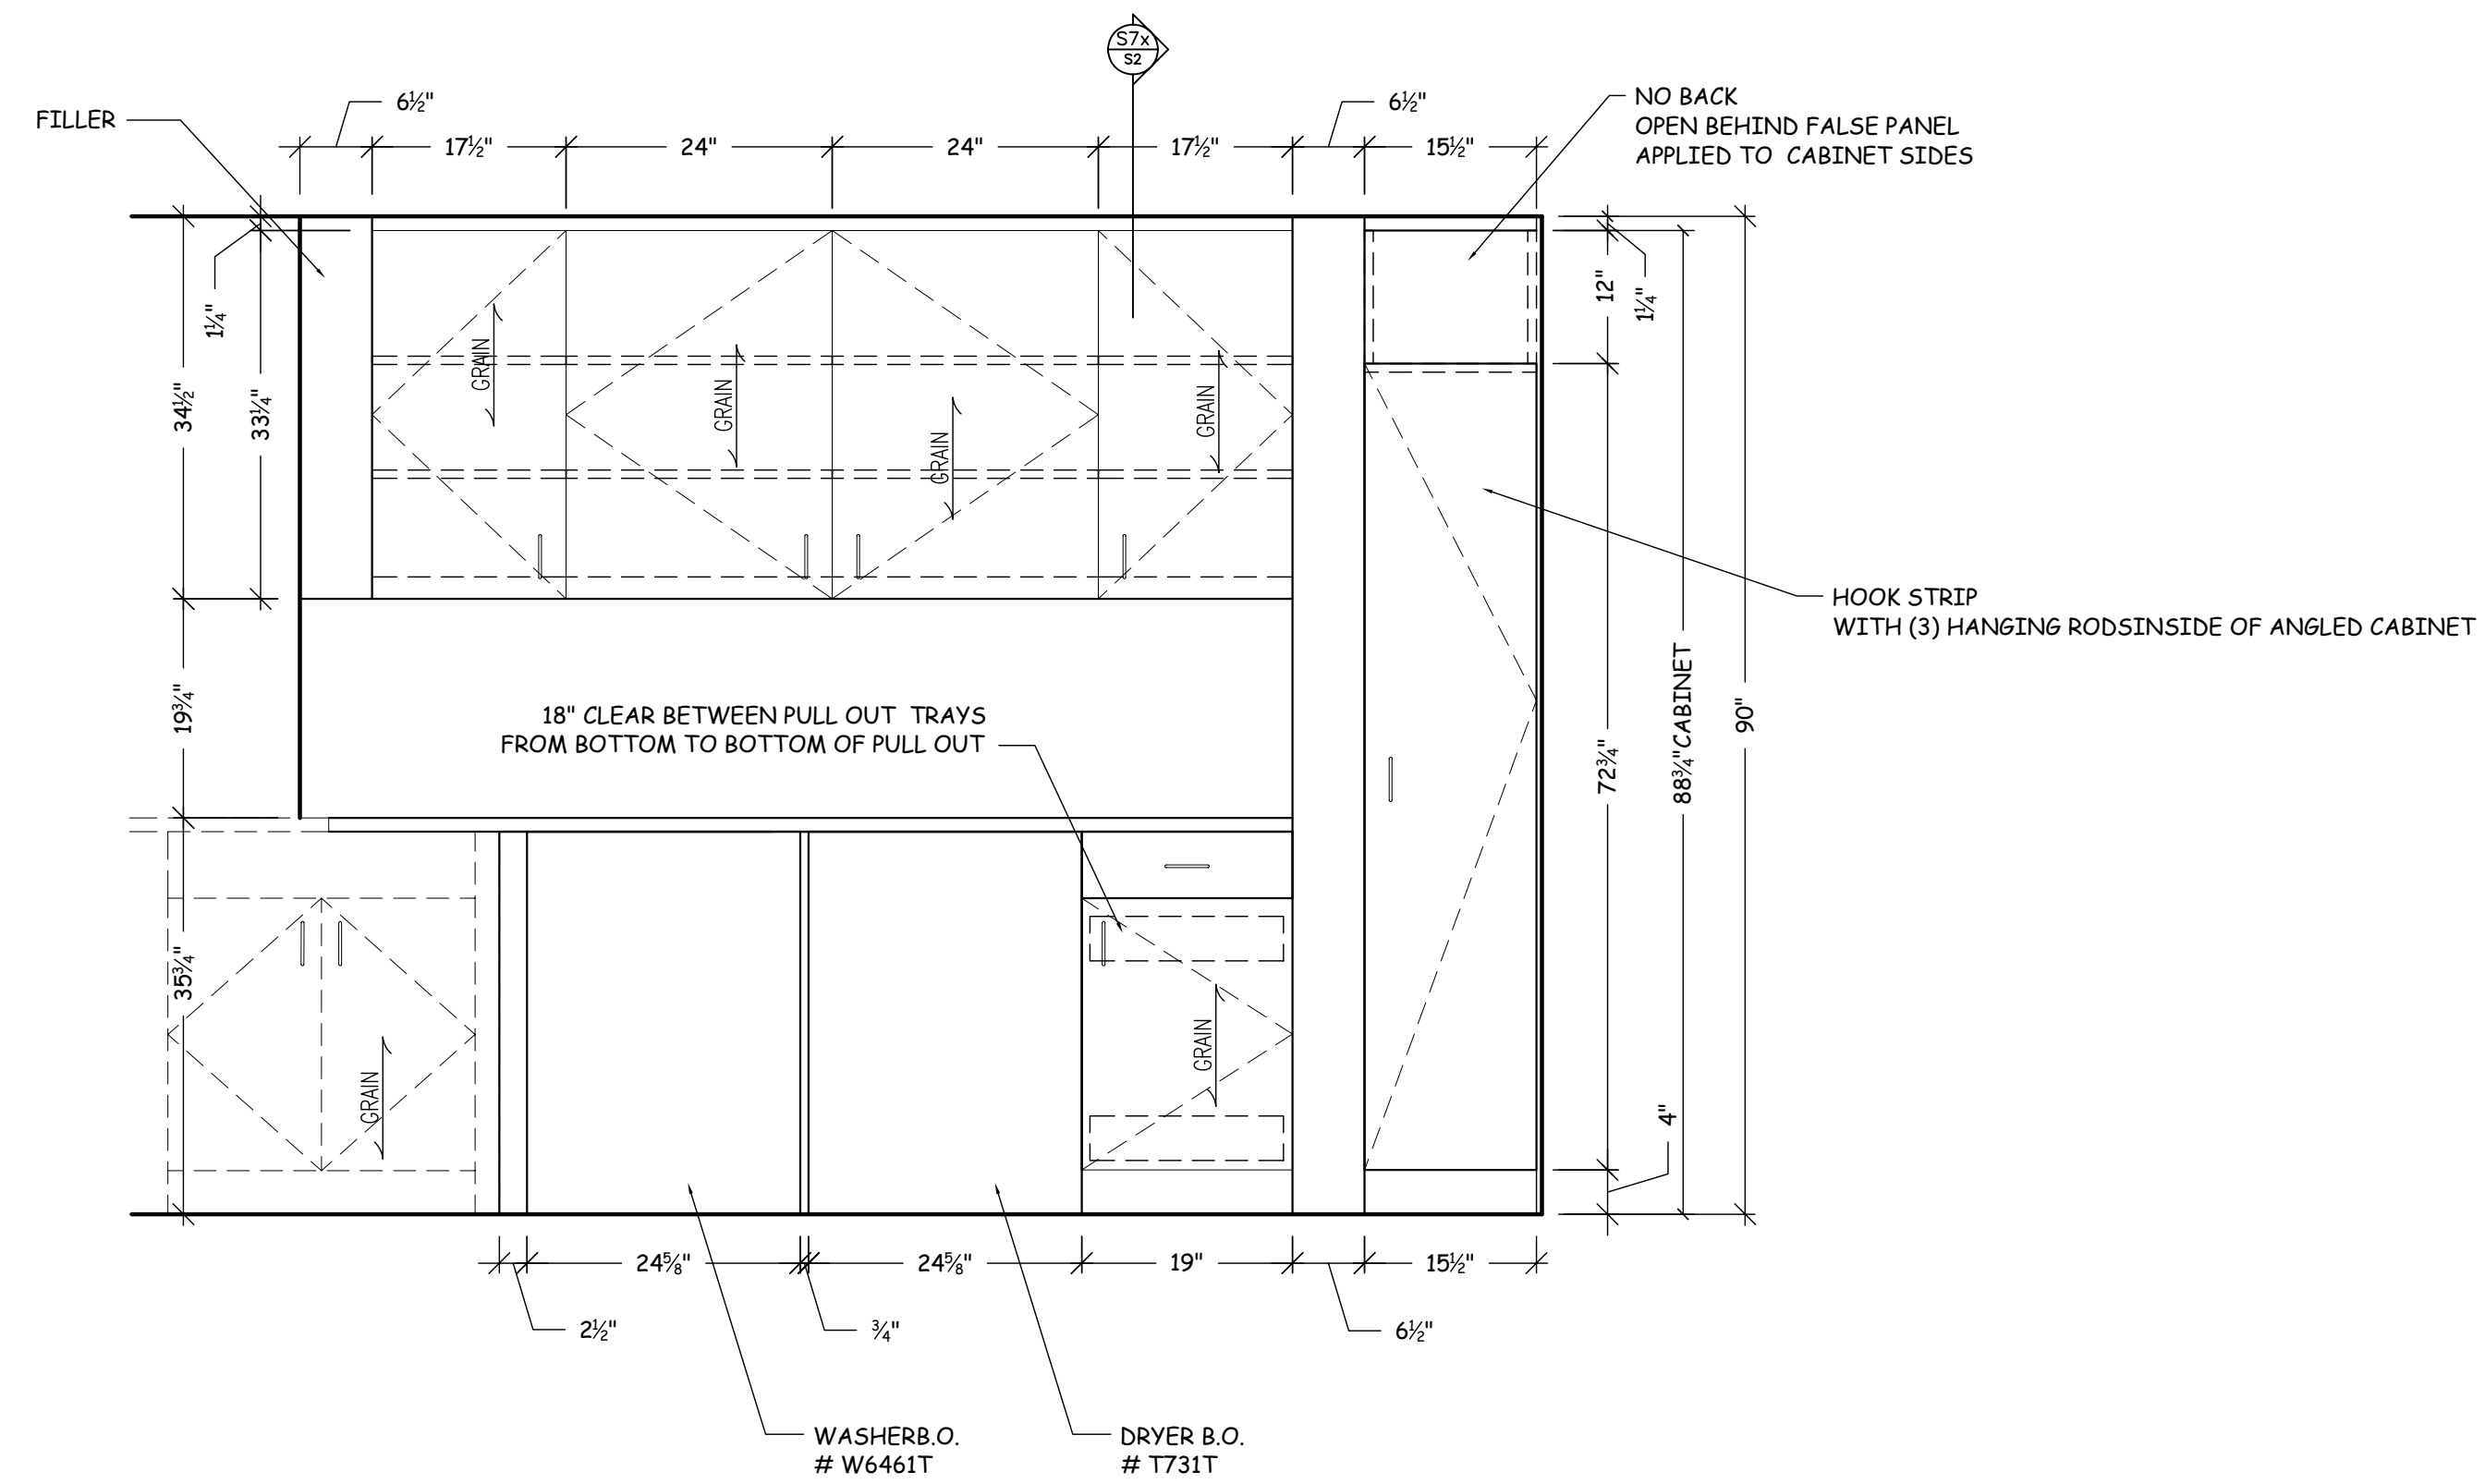 S7x
S2
6½"
6½"
FILLER
NO BACK
OPEN BEHIND FALSE PANEL
APPLIED TO CABINET SIDES
17½"
24"
24"
17½"
15½"
1¼"
34½"
33¼"
GRAIN
GRAIN
GRAIN
GRAIN
12"
1¼"
HOOK STRIP
WITH (3) HANGING RODSINSIDE OF ANGLED CABINET
19¾"
18" CLEAR BETWEEN PULL OUT TRAYS
FROM BOTTOM TO BOTTOM OF PULL OUT
72¾"
88¾"CABINET
90"
35¾"
GRAIN
GRAIN
4"
24⅝"
24⅝"
19"
15½"
2½"
¾"
6½"
WASHERB.O.
# W6461T
DRYER B.O.
# T731T